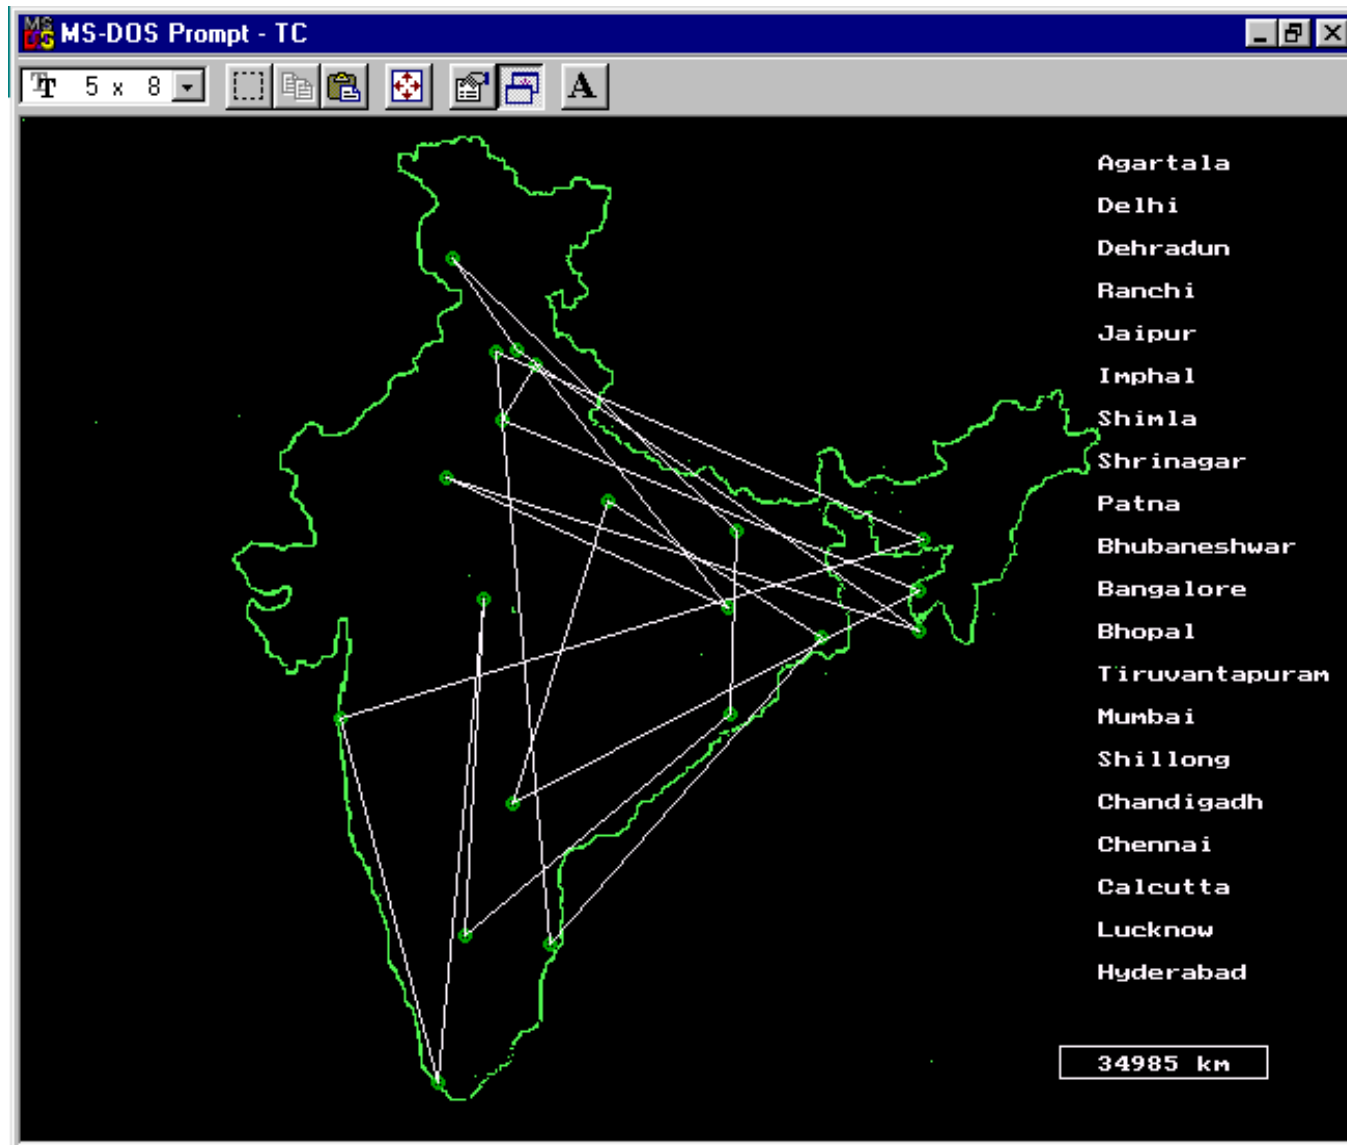 MS-DOS Prompt - TC
5 x 8
A
Agartala
Delhi
Dehradun
Ranchi
Jaipur
Imphal
Shimla
Shrinagar
Patna
Bhubaneshwar
Bangalore
Bhopal
Tiruvantapuram
Mumbai
Shillong
Chandigadh
Chennai
Calcutta
Lucknow
Hyderabad
34985 km